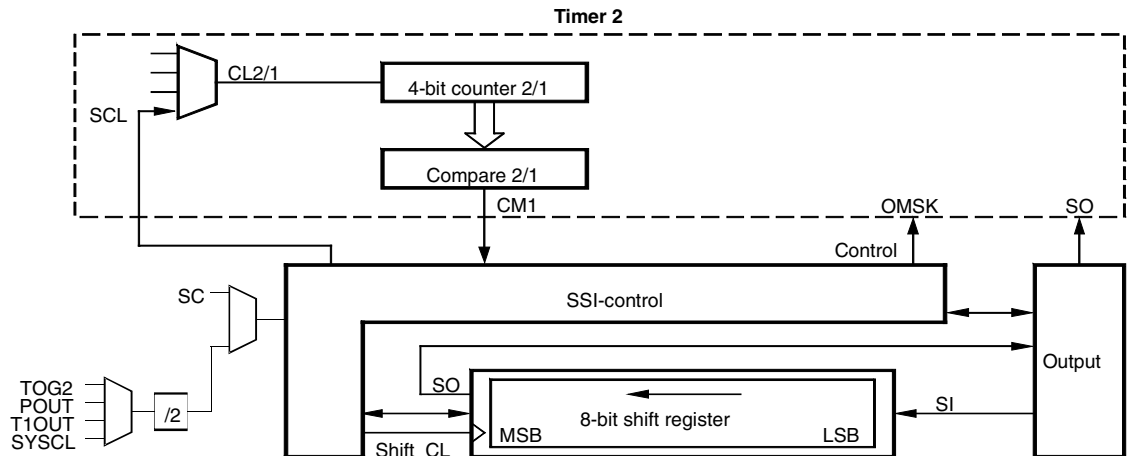 Timer 2
CL2/1
4-bit counter 2/1
SCL
Compare 2/1
CM1
OMSK
SO
Control
SC
SSI-control
TOG2
POUT
T1OUT
SYSCL
/2
SO
Output
8-bit shift register
SI
MSB
LSB
Shift_CL